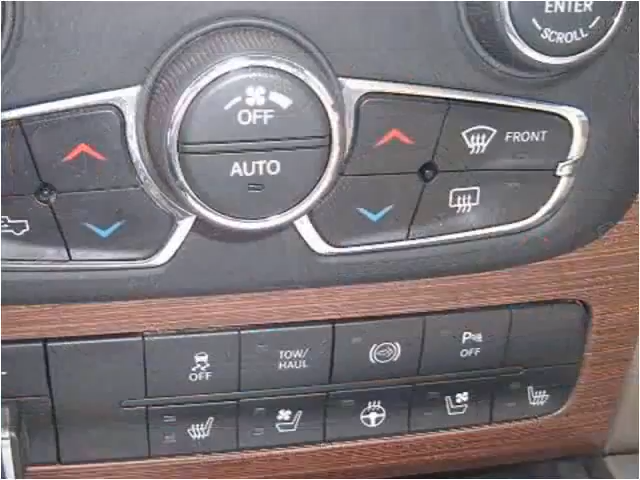 ENTER
SCROLL
OFF
AUTO
FRONT
OFF
TOW/
HAUL
P
OFF